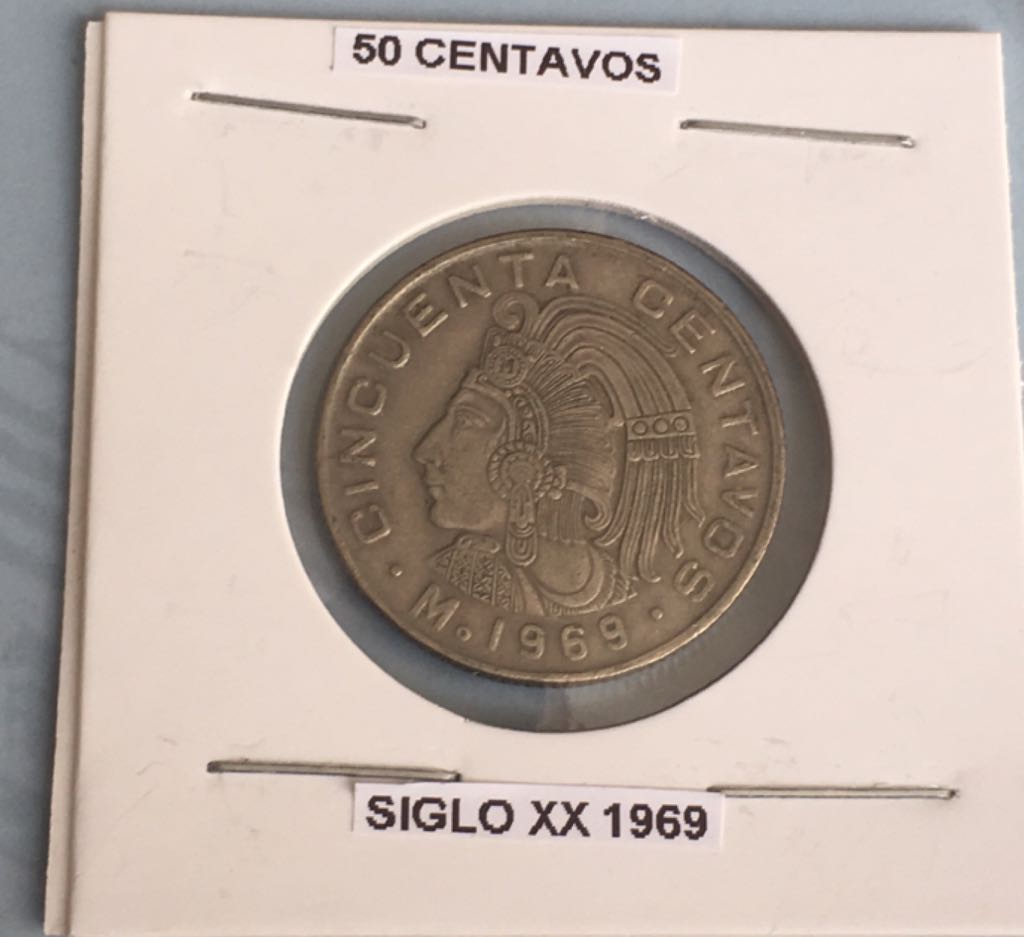 50 CENTAVOS
CINCUENTA CENTAVOS
M. 1969
SIGLO XX 1969